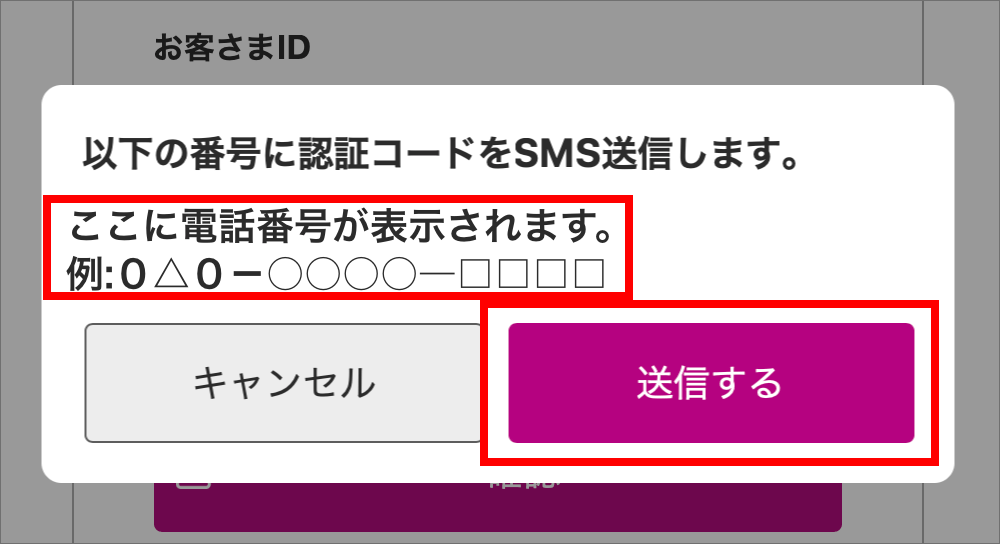 お客さまID
以下の番号に認証コードをSMS送信します。
ここに電話番号が表示されます。
例:0△0ー○○○○―□□□□
キャンセル
送信する